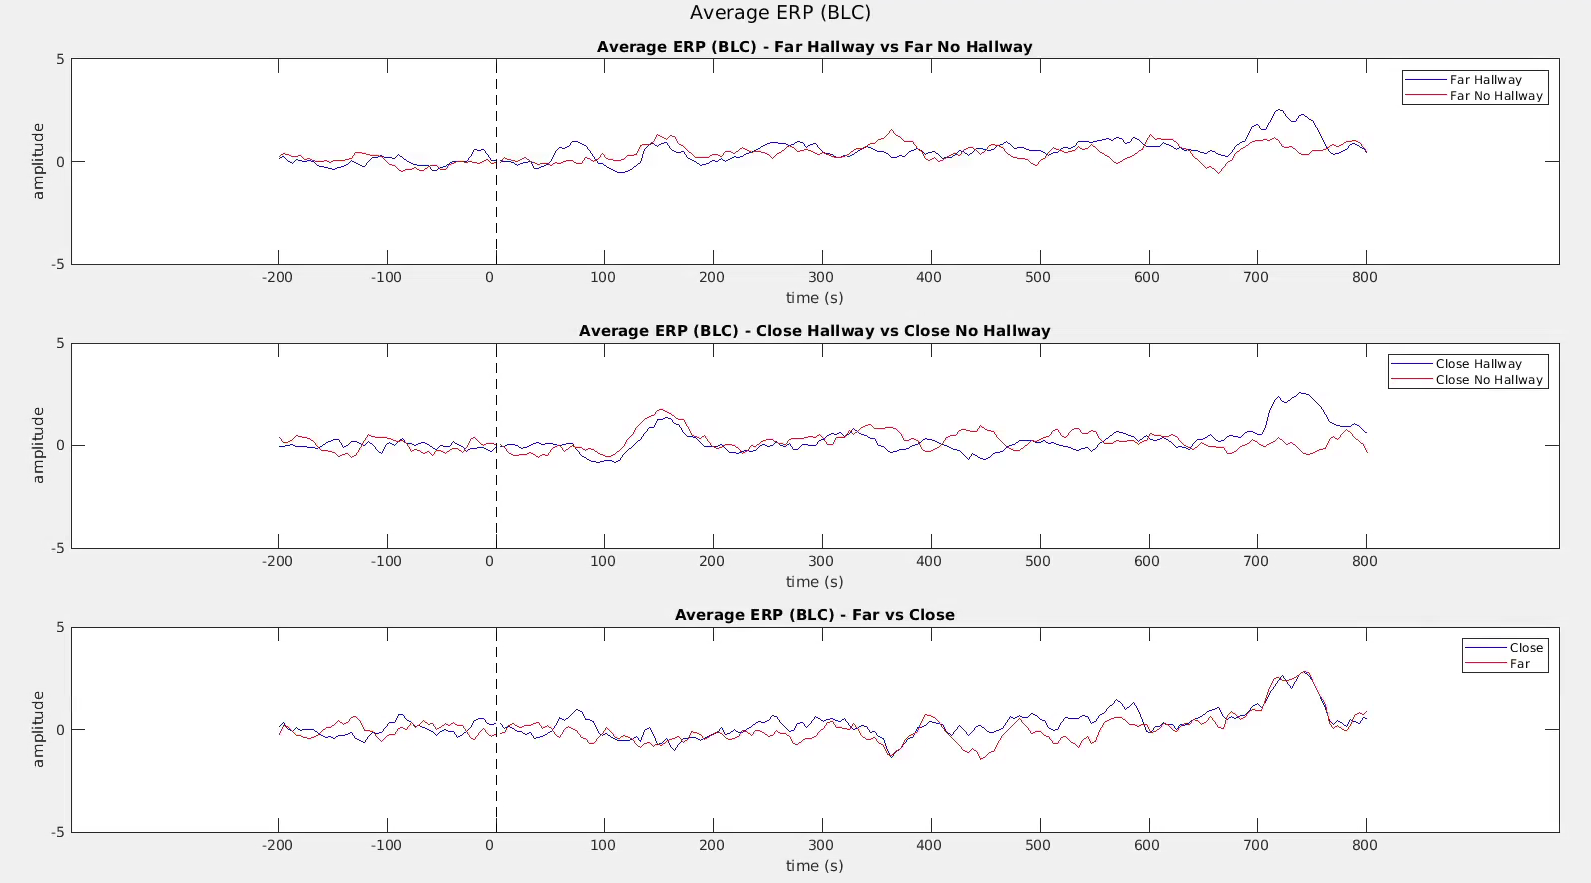 Average ERP (BLC)
Average ERP (BLC) - Far Hallway vs Far No Hallway
5
0
-5
amplitude
Far Hallway
Far No Hallway
-200 -100 0 100 200 300 400 500 600 700 800
time (s)
Average ERP (BLC) - Close Hallway vs Close No Hallway
5
0
-5
amplitude
Close Hallway
Close No Hallway
-200 -100 0 100 200 300 400 500 600 700 800
time (s)
Average ERP (BLC) - Far vs Close
5
0
-5
amplitude
Close
Far
-200 -100 0 100 200 300 400 500 600 700 800
time (s)